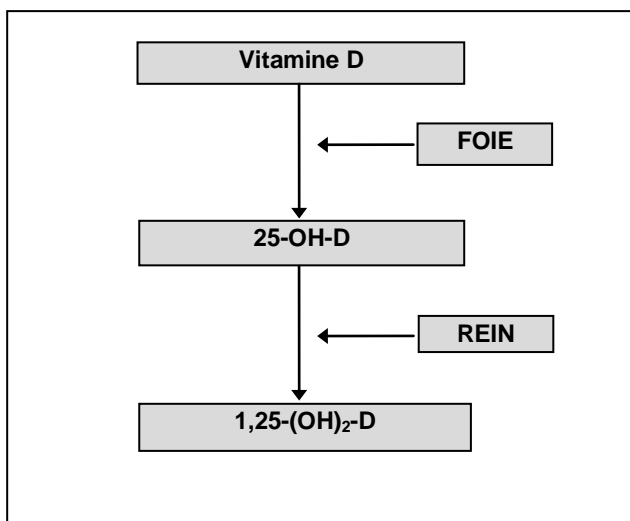 Vitamine D
FOIE
25-OH-D
REIN
1,25-(OH)₂-D